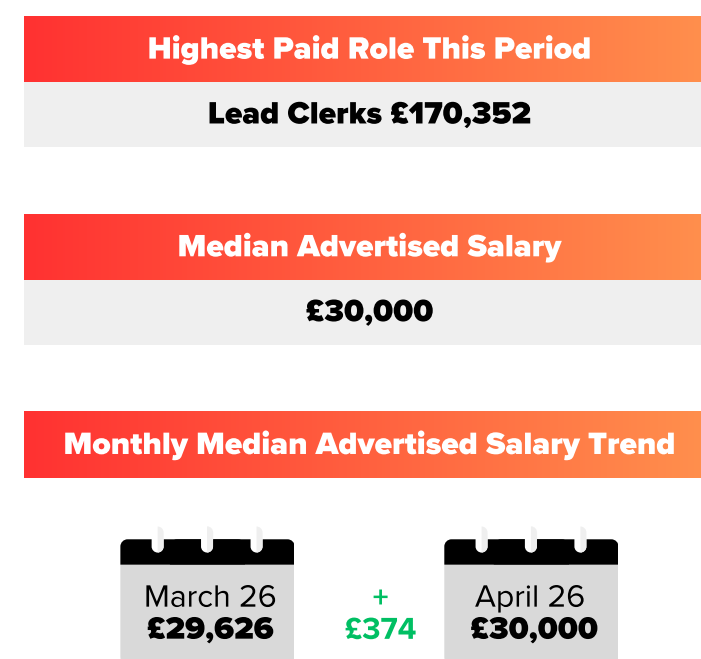 Highest Paid Role This Period
Lead Clerks £170,352
Median Advertised Salary
£30,000
Monthly Median Advertised Salary Trend
March 26
£29,626
+
£374
April 26
£30,000